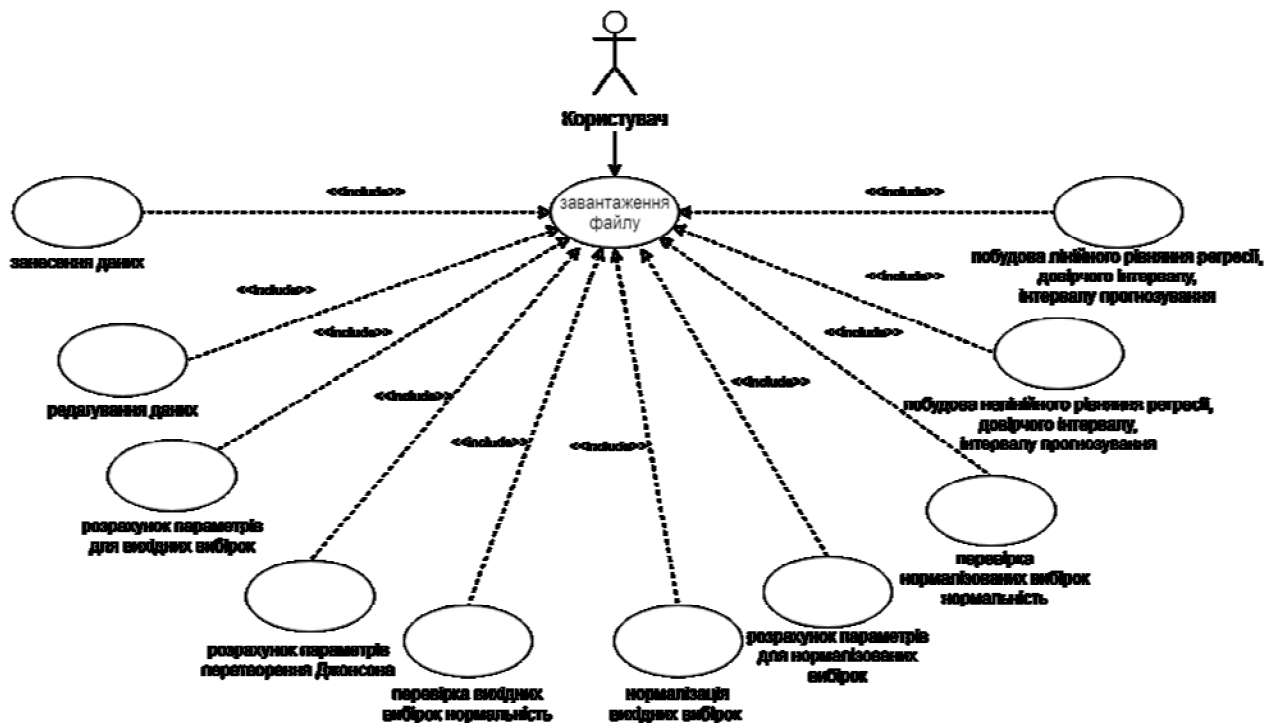 Користувач
<<include>>
<<include>>
завантаження
файлу
занесення даних
побудова лінійного рівняння регресії,
довірчого інтервалу,
інтервалу прогнозування
<<include>>
<<include>>
<<include>>
<<include>>
<<include>>
<<include>>
<<include>>
<<include>>
редагування даних
побудова нелінійного рівняння регресії,
довірчого інтервалу,
інтервалу прогнозування
<<include>>
<<include>>
розрахунок параметрів
для вихідних вибірок
перевірка
нормалізованих вибірок
нормальність
розрахунок параметрів
перетворення Джонсона
перевірка вихідних
вибірок нормальність
нормалізація
вихідних вибірок
розрахунок параметрів
для нормалізованих
вибірок